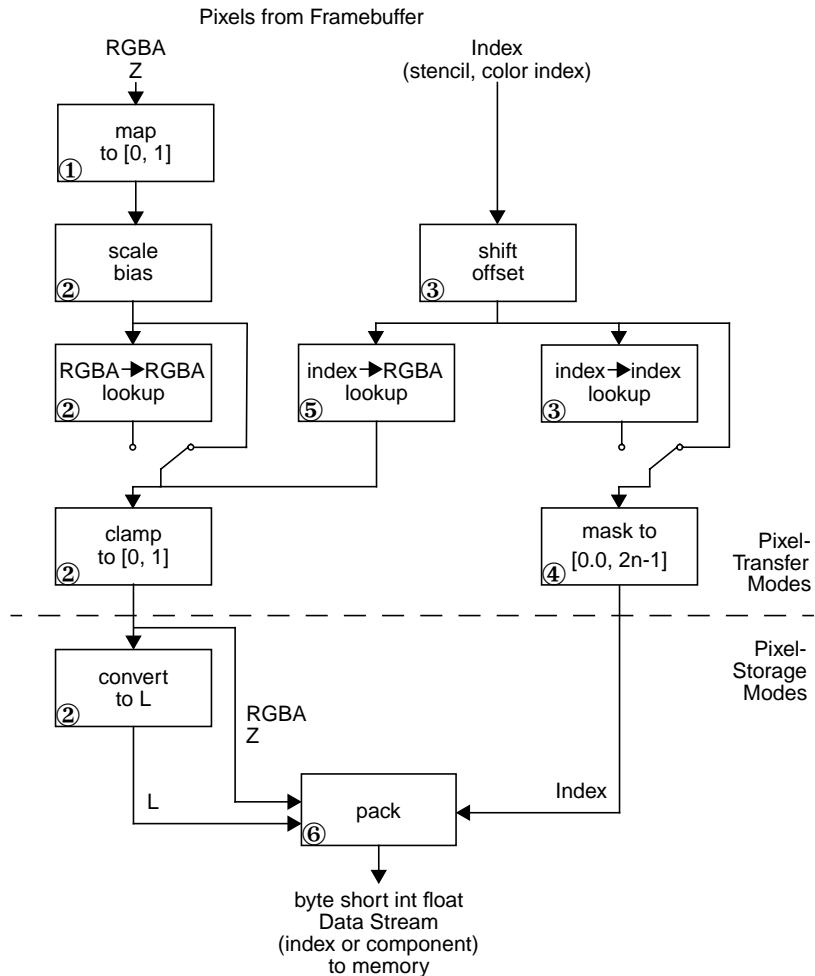 Pixels from Framebuffer
RGBA
Z
Index
(stencil, color index)
map
to [0, 1]
①
scale
bias
②
shift
offset
③
RGBA→RGBA
lookup
②
index→RGBA
lookup
⑤
index→index
lookup
③
clamp
to [0, 1]
②
mask to
[0.0, 2n-1]
④
Pixel-
Transfer
Modes
Pixel-
Storage
Modes
convert
to L
②
RGBA
Z
L
pack
⑥
Index
byte short int float
Data Stream
(index or component)
to memory